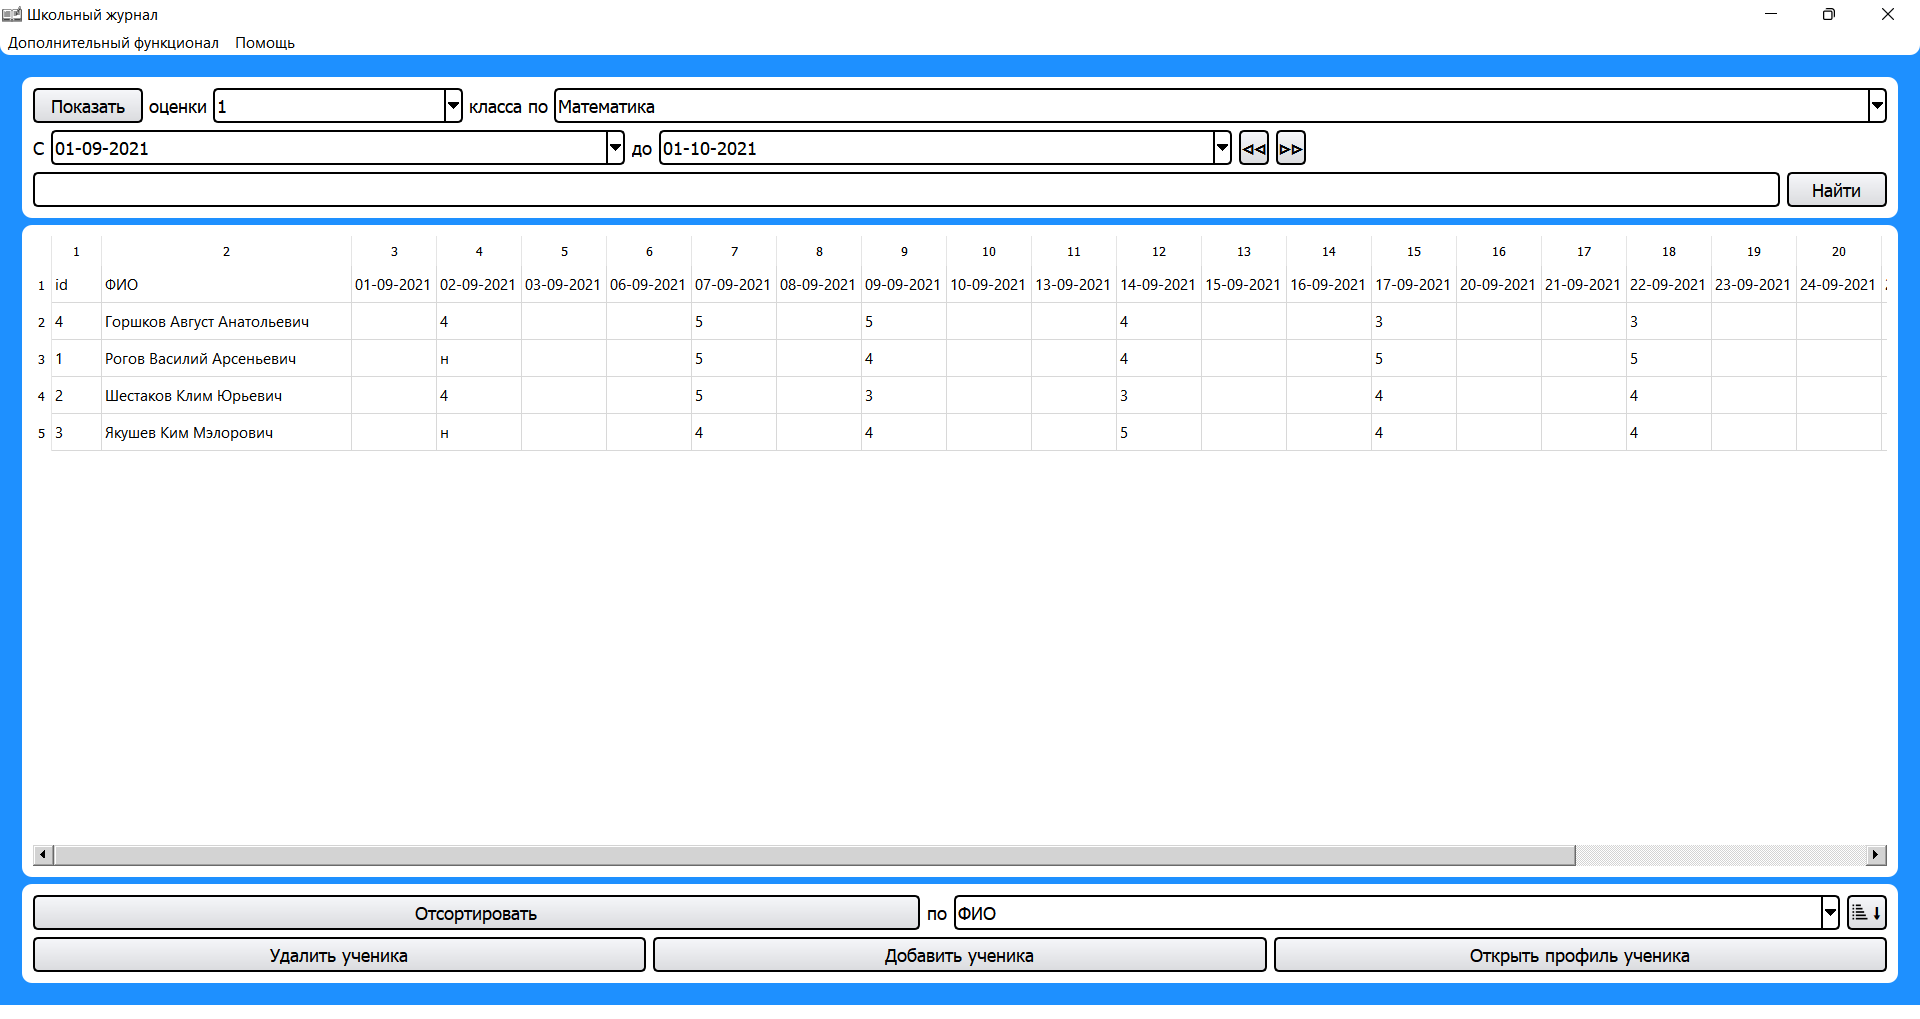 Школьный журнал
Дополнительный функционал Помощь
Показать оценки 1 класса по Математика
С 01-09-2021 до 01-10-2021
Найти
1 2 3 4 5 6 7 8 9 10 11 12 13 14 15 16 17 18 19 20
1 id ФИО 01-09-2021 02-09-2021 03-09-2021 06-09-2021 07-09-2021 08-09-2021 09-09-2021 10-09-2021 13-09-2021 14-09-2021 15-09-2021 16-09-2021 17-09-2021 20-09-2021 21-09-2021 22-09-2021 23-09-2021 24-09-2021
2 4 Горшков Август Анатольевич 4 5 5 4 3 3
3 1 Рогов Василий Арсеньевич н 5 4 4 5 5
4 2 Шестаков Клим Юрьевич 4 5 3 3 4 4
5 3 Якушев Ким Мэлорович н 4 4 5 4 4
Отсортировать по ФИО
Удалить ученика Добавить ученика Открыть профиль ученика